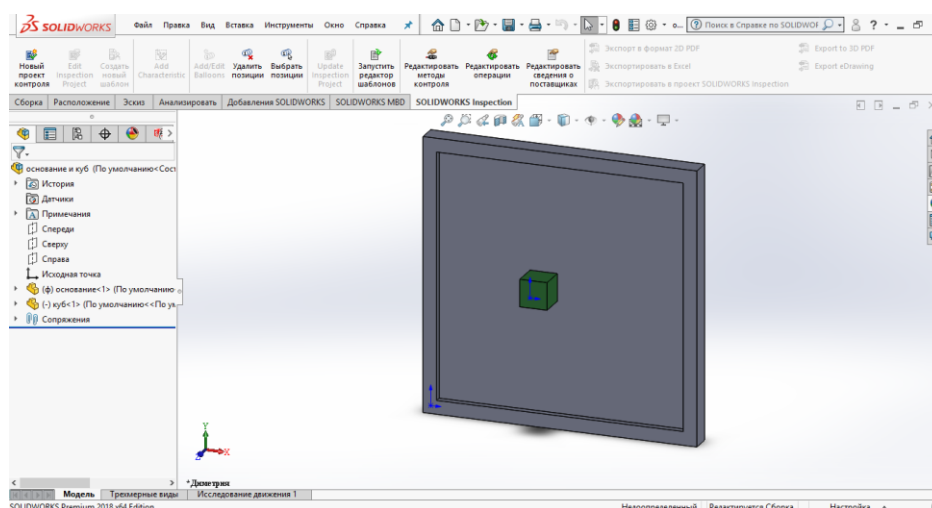 SOLIDWORKS Файл Правка Вид Вставка Инструменты Окно Справка о... Поиск в Справке по SOLIDWOF
Новый проект контроля
Edit Inspection Project
Создать новый шаблон
Add Characteristic
Add/Edit Balloons
Удалить позиции
Выбрать позиции
Update Inspection Project
Запустить редактор шаблонов
Редактировать методы контроля
Редактировать операции
Редактировать сведения о поставщиках
Экспорт в формат 2D PDF
Экспортировать в Excel
Экспортировать в проект SOLIDWORKS Inspection
Export to 3D PDF
Export eDrawing
Сборка Расположение Эскиз Анализировать Добавления SOLIDWORKS SOLIDWORKS MBD SOLIDWORKS Inspection
основание и куб (По умолчанию<Сост
История
Датчики
Примечания
Спереди
Сверху
Справа
Исходная точка
(ф) основание<1> (По умолчанию
(-) куб<1> (По умолчанию<<По ум
Сопряжения
Y
X
Z
*Диметрия
Модель Трехмерные виды Исследование движения 1
SOLIDWORKS Premium 2018 x64 Edition Недоопределенный Редактируется Сборка Настройка